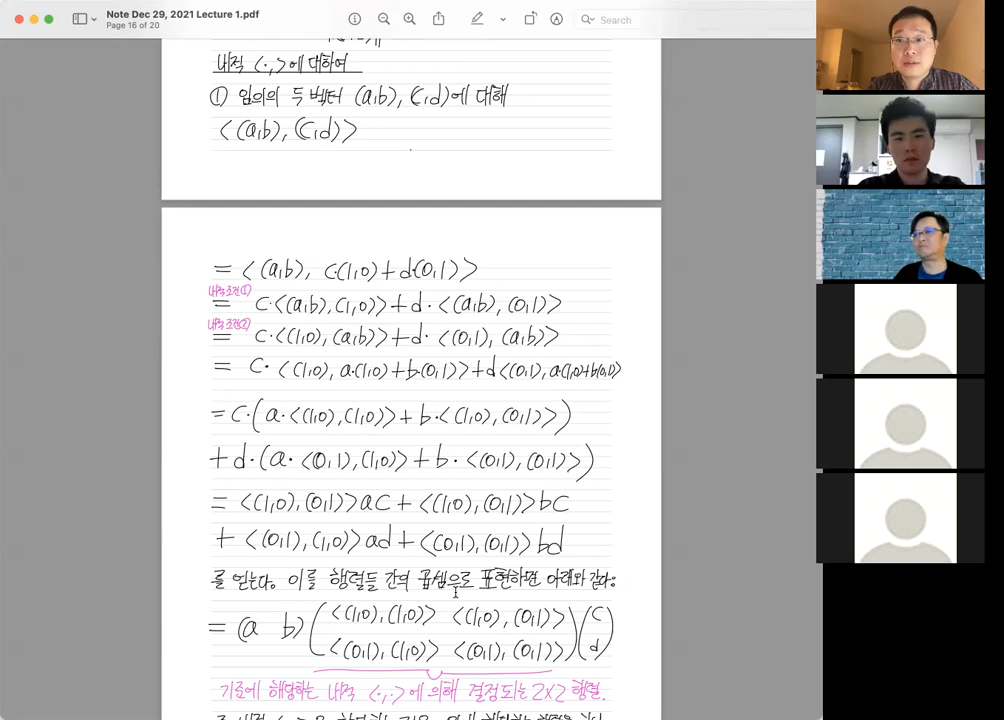 Note Dec 29, 2021 Lecture 1.pdf
Page 16 of 20
Search
내적 <·,·>에 대하여
① 임의의 두 벡터 (a,b), (c,d)에 대해
<(a,b), (c,d)>
= <(a,b), c·(1,0)+d·(0,1)>
내적 조건(1)
= c·<(a,b),(1,0)>+d·<(a,b),(0,1)>
내적 조건(2)
= c·<(1,0),(a,b)>+d·<(0,1),(a,b)>
= c·<(1,0), a·(1,0)+b·(0,1)>+d<(0,1), a·(1,0)+b(0,1)>
=c·(a·<(1,0),(1,0)>+b·<(1,0),(0,1)>)
+d·(a·<(0,1),(1,0)>+b·<(0,1),(0,1)>)
=<(1,0),(0,1)>ac+<(1,0),(0,1)>bc
+<(0,1),(1,0)>ad+<(0,1),(0,1)>bd
를 얻는다. 이를 행렬들 간의 곱셈으로 표현하면 아래와 같다:
=(a b)(<(1,0),(1,0)> <(1,0),(0,1)>)(c
<(0,1),(1,0)> <(0,1),(0,1)> d)
기준에 해당하는 내적 <·,·>에 의해 결정되는 2x2 행렬.